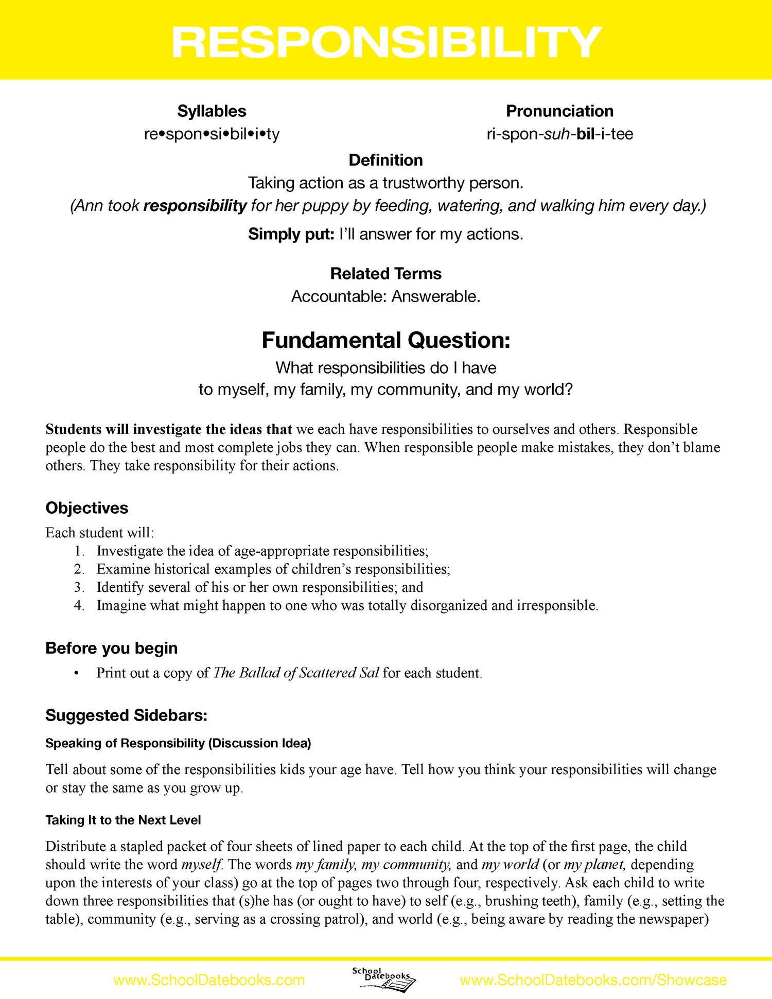 RESPONSIBILITY
Syllables
re•spon•si•bil•i•ty
Pronunciation
ri-spon-suh-bil-i-tee
Definition
Taking action as a trustworthy person.
(Ann took responsibility for her puppy by feeding, watering, and walking him every day.)
Simply put: I’ll answer for my actions.
Related Terms
Accountable: Answerable.
Fundamental Question:
What responsibilities do I have
to myself, my family, my community, and my world?
Students will investigate the ideas that we each have responsibilities to ourselves and others. Responsible
people do the best and most complete jobs they can. When responsible people make mistakes, they don’t blame
others. They take responsibility for their actions.
Objectives
Each student will:
1. Investigate the idea of age-appropriate responsibilities;
2. Examine historical examples of children’s responsibilities;
3. Identify several of his or her own responsibilities; and
4. Imagine what might happen to one who was totally disorganized and irresponsible.
Before you begin
• Print out a copy of The Ballad of Scattered Sal for each student.
Suggested Sidebars:
Speaking of Responsibility (Discussion Idea)
Tell about some of the responsibilities kids your age have. Tell how you think your responsibilities will change
or stay the same as you grow up.
Taking It to the Next Level
Distribute a stapled packet of four sheets of lined paper to each child. At the top of the first page, the child
should write the word myself. The words my family, my community, and my world (or my planet, depending
upon the interests of your class) go at the top of pages two through four, respectively. Ask each child to write
down three responsibilities that (s)he has (or ought to have) to self (e.g., brushing teeth), family (e.g., setting the
table), community (e.g., serving as a crossing patrol), and world (e.g., being aware by reading the newspaper)
www.SchoolDatebooks.com
School
Datebooks
www.SchoolDatebooks.com/Showcase